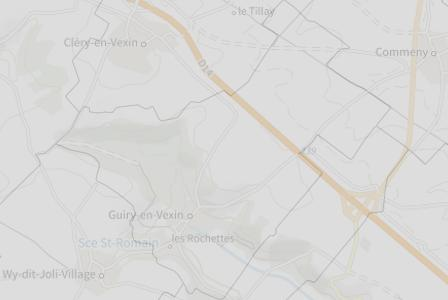 le Tillay
Cléry-en-Vexin
Commeny
D14
Guiry-en-Vexin
les Rochettes
Sce St-Romain
Wy-dit-Joli-Village